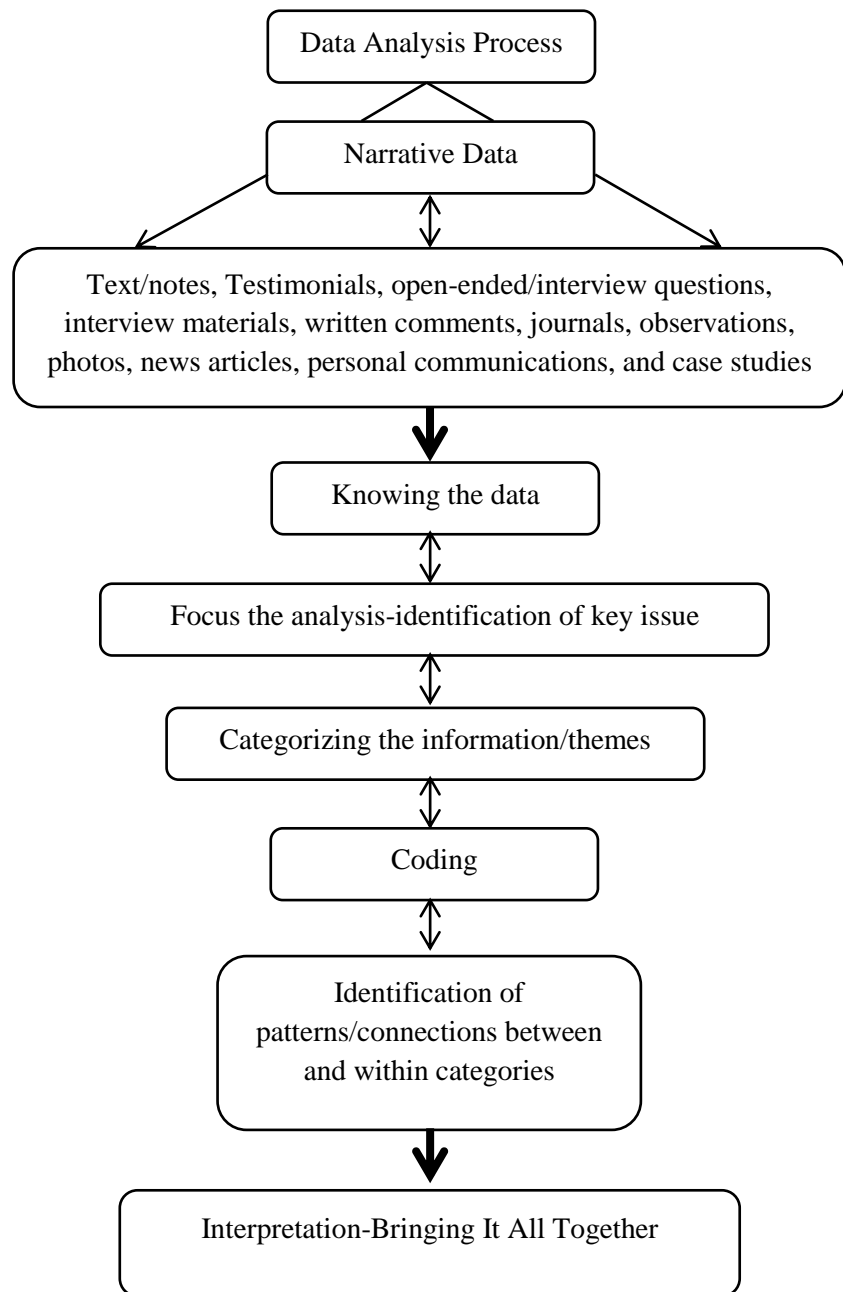 Data Analysis Process
Narrative Data
Text/notes, Testimonials, open-ended/interview questions,
interview materials, written comments, journals, observations,
photos, news articles, personal communications, and case studies
Knowing the data
Focus the analysis-identification of key issue
Categorizing the information/themes
Coding
Identification of
patterns/connections between
and within categories
Interpretation-Bringing It All Together